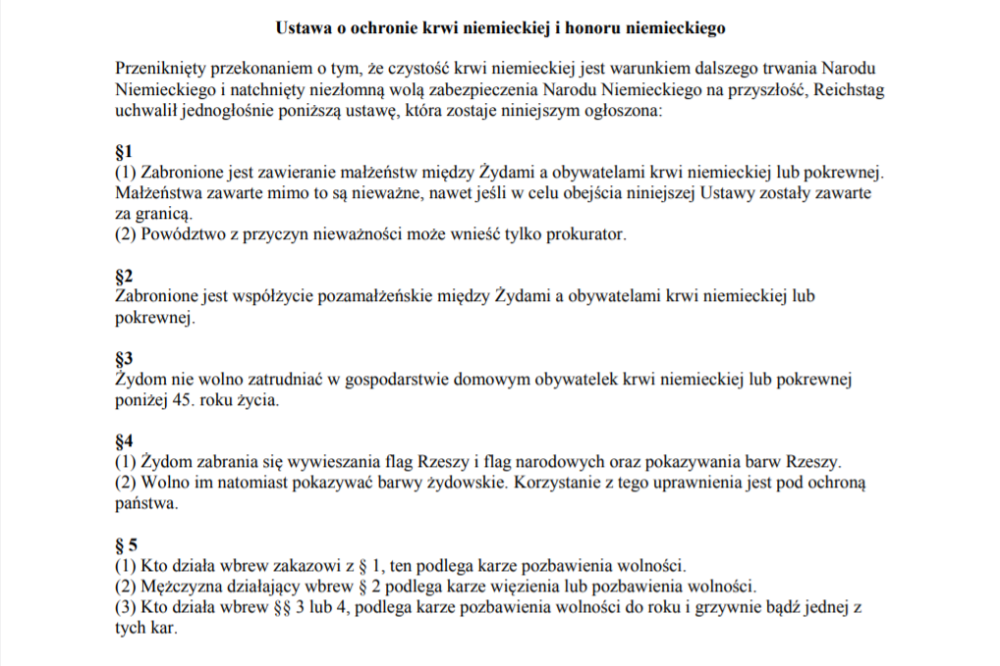 Ustawa o ochronie krwi niemieckiej i honoru niemieckiego
Przeniknięty przekonaniem o tym, że czystość krwi niemieckiej jest warunkiem dalszego trwania Narodu
Niemieckiego i natchnięty niezłomną wolą zabezpieczenia Narodu Niemieckiego na przyszłość, Reichstag
uchwalił jednogłośnie poniższą ustawę, która zostaje niniejszym ogłoszona:
§1
(1) Zabronione jest zawieranie małżeństw między Żydami a obywatelami krwi niemieckiej lub pokrewnej.
Małżeństwa zawarte mimo to są nieważne, nawet jeśli w celu obejścia niniejszej Ustawy zostały zawarte
za granicą.
(2) Powództwo z przyczyn nieważności może wnieść tylko prokurator.
§2
Zabronione jest współżycie pozamałżeńskie między Żydami a obywatelami krwi niemieckiej lub
pokrewnej.
§3
Żydom nie wolno zatrudniać w gospodarstwie domowym obywatelek krwi niemieckiej lub pokrewnej
poniżej 45. roku życia.
§4
(1) Żydom zabrania się wywieszania flag Rzeszy i flag narodowych oraz pokazywania barw Rzeszy.
(2) Wolno im natomiast pokazywać barwy żydowskie. Korzystanie z tego uprawnienia jest pod ochroną
państwa.
§ 5
(1) Kto działa wbrew zakazowi z § 1, ten podlega karze pozbawienia wolności.
(2) Mężczyzna działający wbrew § 2 podlega karze więzienia lub pozbawienia wolności.
(3) Kto działa wbrew §§ 3 lub 4, podlega karze pozbawienia wolności do roku i grzywnie bądź jednej z
tych kar.